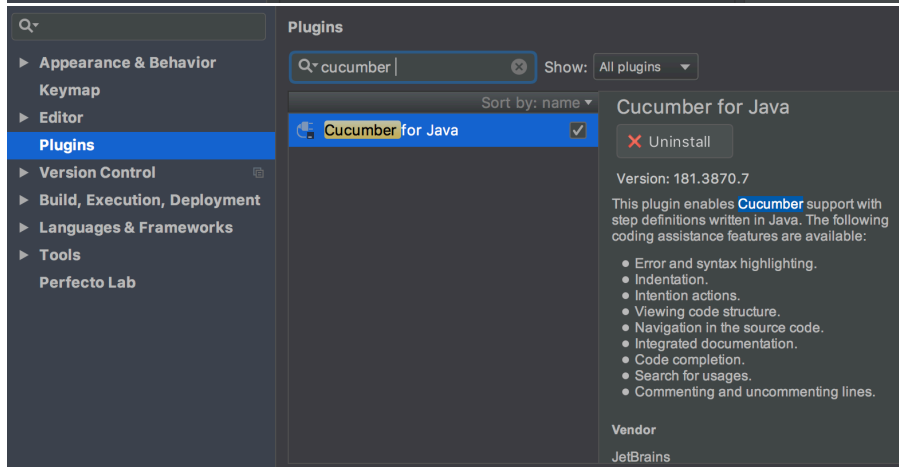 Appearance & Behavior
Keymap
Editor
Plugins
Version Control
Build, Execution, Deployment
Languages & Frameworks
Tools
Perfecto Lab
Plugins
cucumber
Show: All plugins
Sort by: name
Cucumber for Java
Cucumber for Java
Uninstall
Version: 181.3870.7
This plugin enables Cucumber support with
step definitions written in Java. The following
coding assistance features are available:
Error and syntax highlighting.
Indentation.
Intention actions.
Viewing code structure.
Navigation in the source code.
Integrated documentation.
Code completion.
Search for usages.
Commenting and uncommenting lines.
Vendor
JetBrains